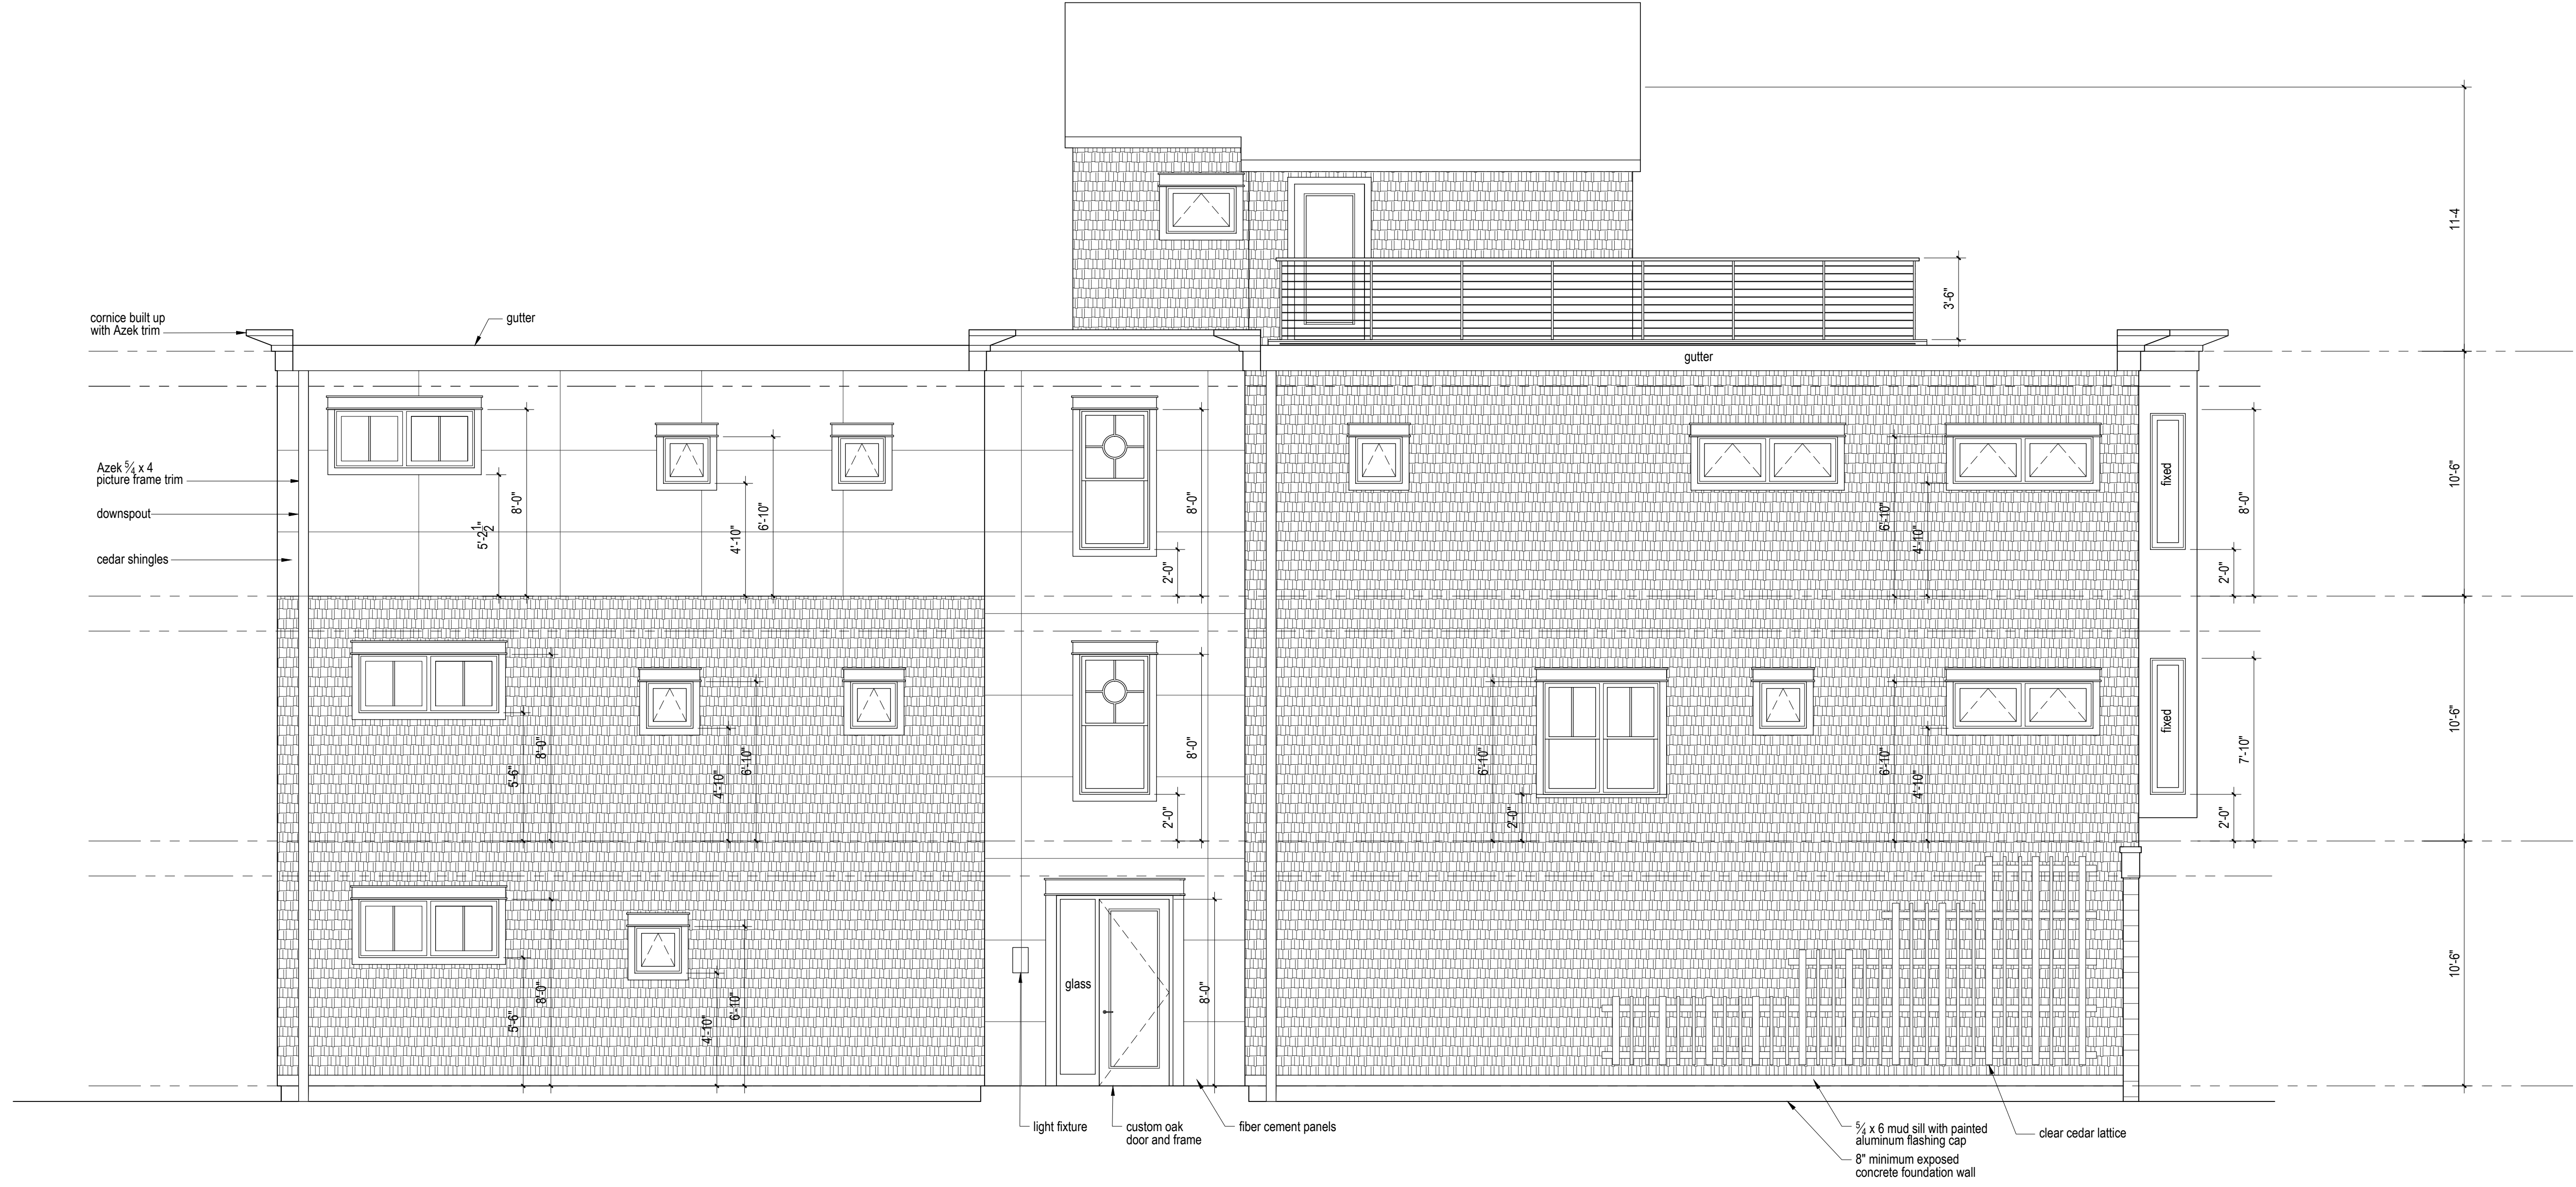 11-4
3'-6"
cornice built up
with Azek trim
gutter
gutter
Azek 5/4 x 4
picture frame trim
downspout
cedar shingles
5'-2 1/2"
8'-0"
4'-10"
6'-10"
8'-0"
2'-0"
6'-10"
4'-10"
fixed
8'-0"
2'-0"
10'-6"
5'-6"
8'-0"
4'-10"
6'-10"
8'-0"
2'-0"
6'-10"
2'-0"
6'-10"
4'-10"
fixed
7'-10"
2'-0"
10'-6"
5'-6"
8'-0"
4'-10"
6'-10"
glass
8'-0"
10'-6"
light fixture
custom oak
door and frame
fiber cement panels
5/4 x 6 mud sill with painted
aluminum flashing cap
clear cedar lattice
8" minimum exposed
concrete foundation wall